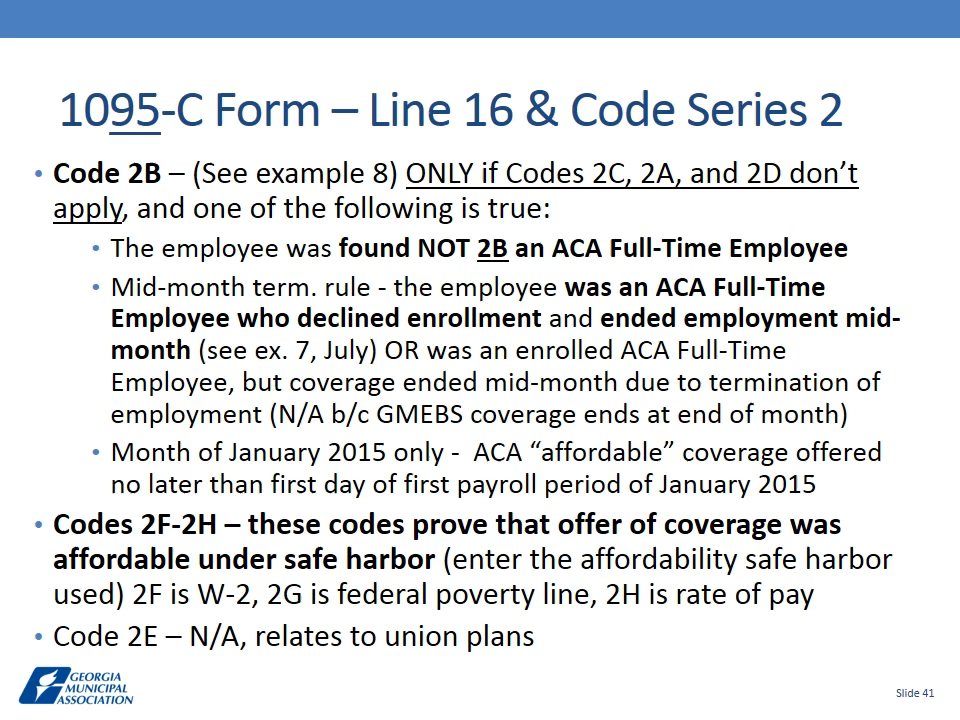 1095-C Form – Line 16 & Code Series 2
• Code 2B – (See example 8) ONLY if Codes 2C, 2A, and 2D don’t
apply, and one of the following is true:
• The employee was found NOT 2B an ACA Full-Time Employee
• Mid-month term. rule - the employee was an ACA Full-Time
Employee who declined enrollment and ended employment mid-
month (see ex. 7, July) OR was an enrolled ACA Full-Time
Employee, but coverage ended mid-month due to termination of
employment (N/A b/c GMEBS coverage ends at end of month)
• Month of January 2015 only - ACA “affordable” coverage offered
no later than first day of first payroll period of January 2015
• Codes 2F-2H – these codes prove that offer of coverage was
affordable under safe harbor (enter the affordability safe harbor
used) 2F is W-2, 2G is federal poverty line, 2H is rate of pay
• Code 2E – N/A, relates to union plans
GEORGIA
MUNICIPAL
ASSOCIATION
Slide 41